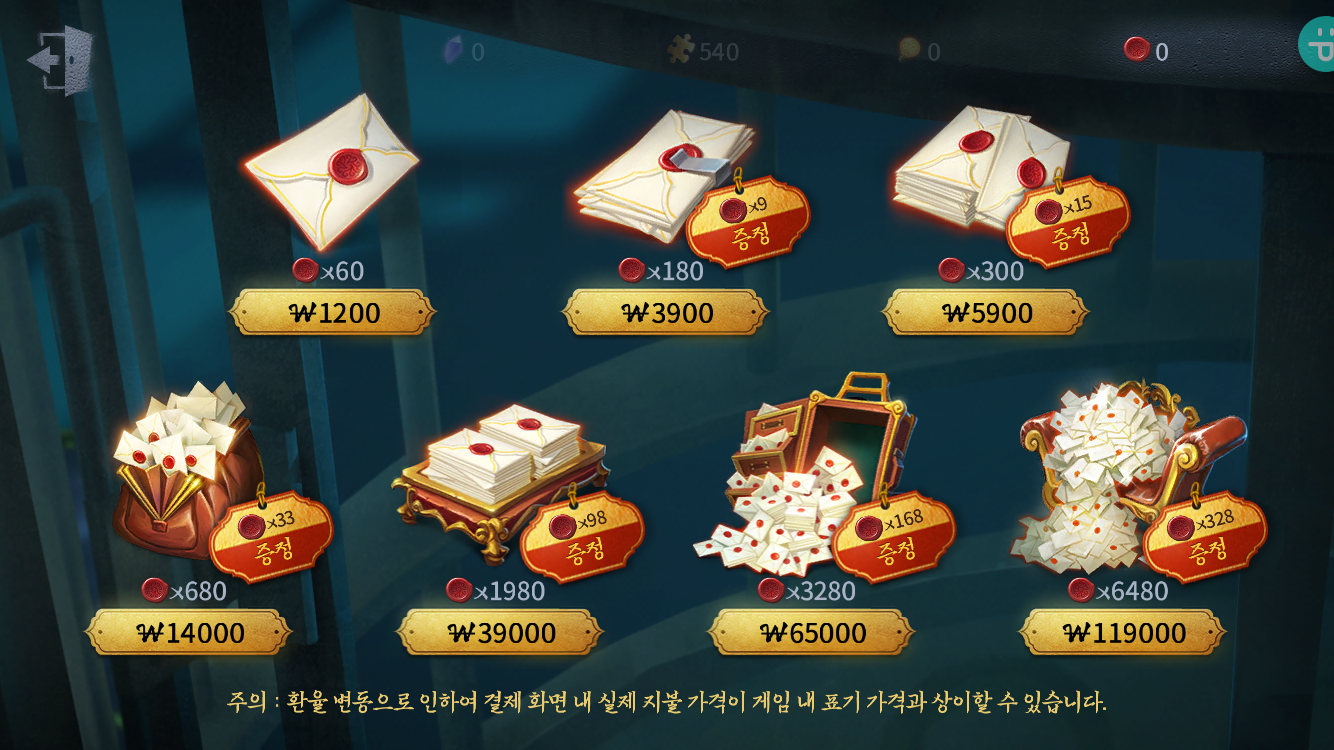 0 540 0 0
x9
증정
x15
증정
x60 x180 x300
₩1200 ₩3900 ₩5900
x33
증정
x98
증정
x168
증정
x328
증정
x680 x1980 x3280 x6480
₩14000 ₩39000 ₩65000 ₩119000
주의 : 환율 변동으로 인하여 결제 화면 내 실제 지불 가격이 게임 내 표기 가격과 상이할 수 있습니다.